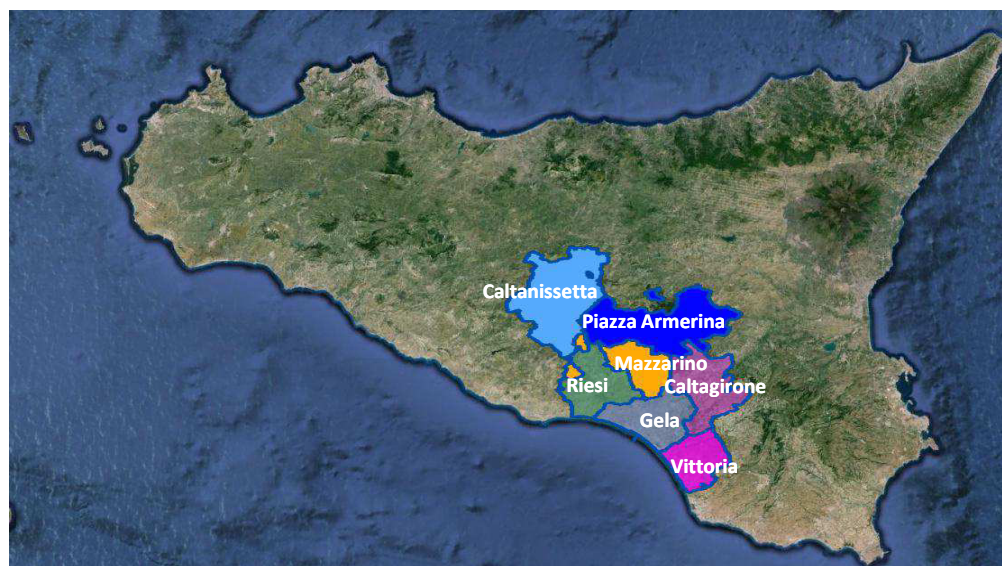 Caltanissetta
Piazza Armerina
Mazzarino
Riesi
Caltagirone
Gela
Vittoria